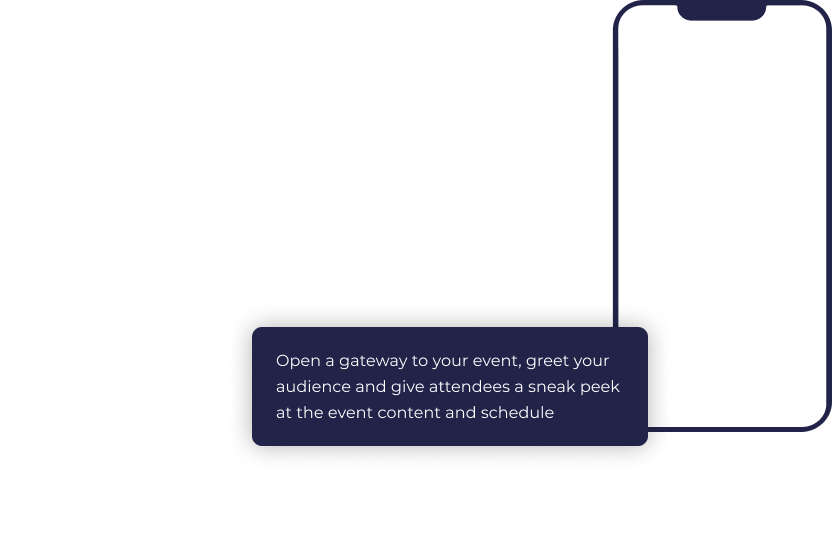 Open a gateway to your event, greet your
audience and give attendees a sneak peek
at the event content and schedule